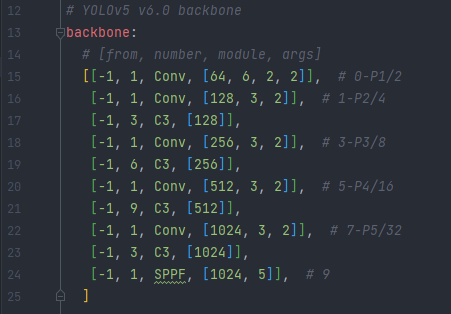 12 # YOLOv5 v6.0 backbone
13 backbone:
14 # [from, number, module, args]
15 [[-1, 1, Conv, [64, 6, 2, 2]], # 0-P1/2
16 [-1, 1, Conv, [128, 3, 2]], # 1-P2/4
17 [-1, 3, C3, [128]],
18 [-1, 1, Conv, [256, 3, 2]], # 3-P3/8
19 [-1, 6, C3, [256]],
20 [-1, 1, Conv, [512, 3, 2]], # 5-P4/16
21 [-1, 9, C3, [512]],
22 [-1, 1, Conv, [1024, 3, 2]], # 7-P5/32
23 [-1, 3, C3, [1024]],
24 [-1, 1, SPPF, [1024, 5]], # 9
25 ]